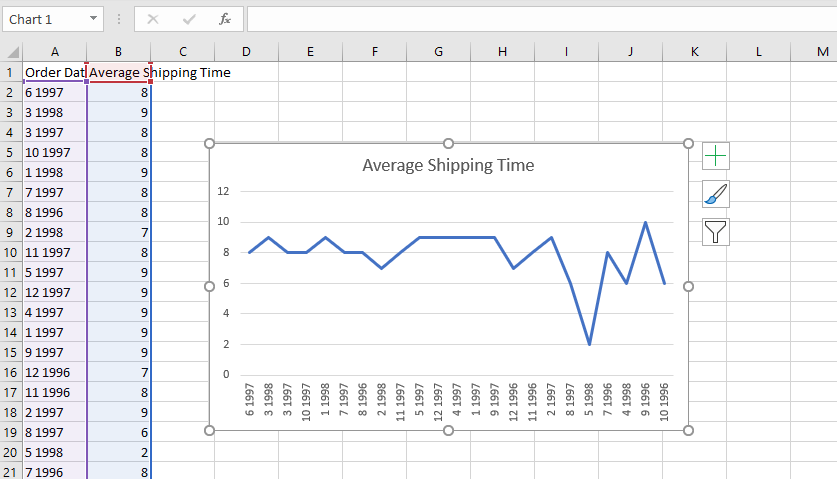 Chart 1 fx
A B C D E F G H I J K L M
1 Order Dat Average Shipping Time
2 6 1997 8
3 3 1998 9
4 3 1997 8
5 10 1997 8
6 1 1998 9
7 7 1997 8
8 8 1996 8
9 2 1998 7
10 11 1997 8
11 5 1997 9
12 12 1997 9
13 4 1997 9
14 1 1997 9
15 9 1997 9
16 12 1996 7
17 11 1996 8
18 2 1997 9
19 8 1997 6
20 5 1998 2
21 7 1996 8
Average Shipping Time
12
10
8
6
4
2
0
6 1997
3 1998
3 1997
10 1997
1 1998
7 1997
8 1996
2 1998
11 1997
5 1997
12 1997
4 1997
1 1997
9 1997
12 1996
11 1996
2 1997
8 1997
5 1998
7 1996
4 1998
9 1996
10 1996